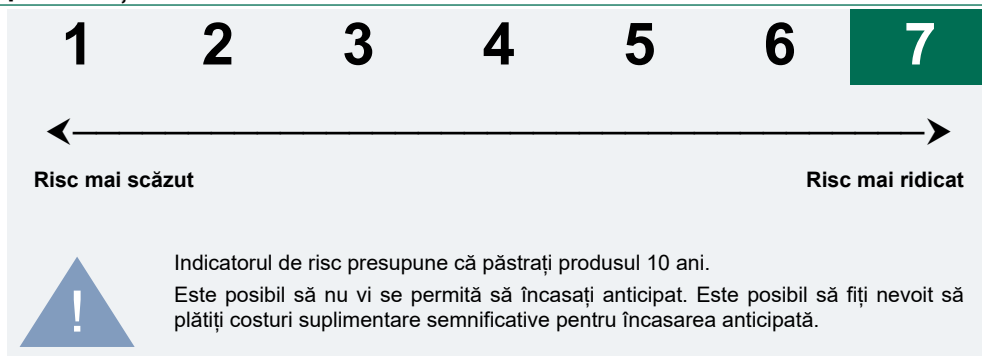 1 2 3 4 5 6 7
Risc mai scăzut Risc mai ridicat
Indicatorul de risc presupune că păstrați produsul 10 ani.
Este posibil să nu vi se permită să încasați anticipat. Este posibil să fiți nevoit să
plătiți costuri suplimentare semnificative pentru încasarea anticipată.
!